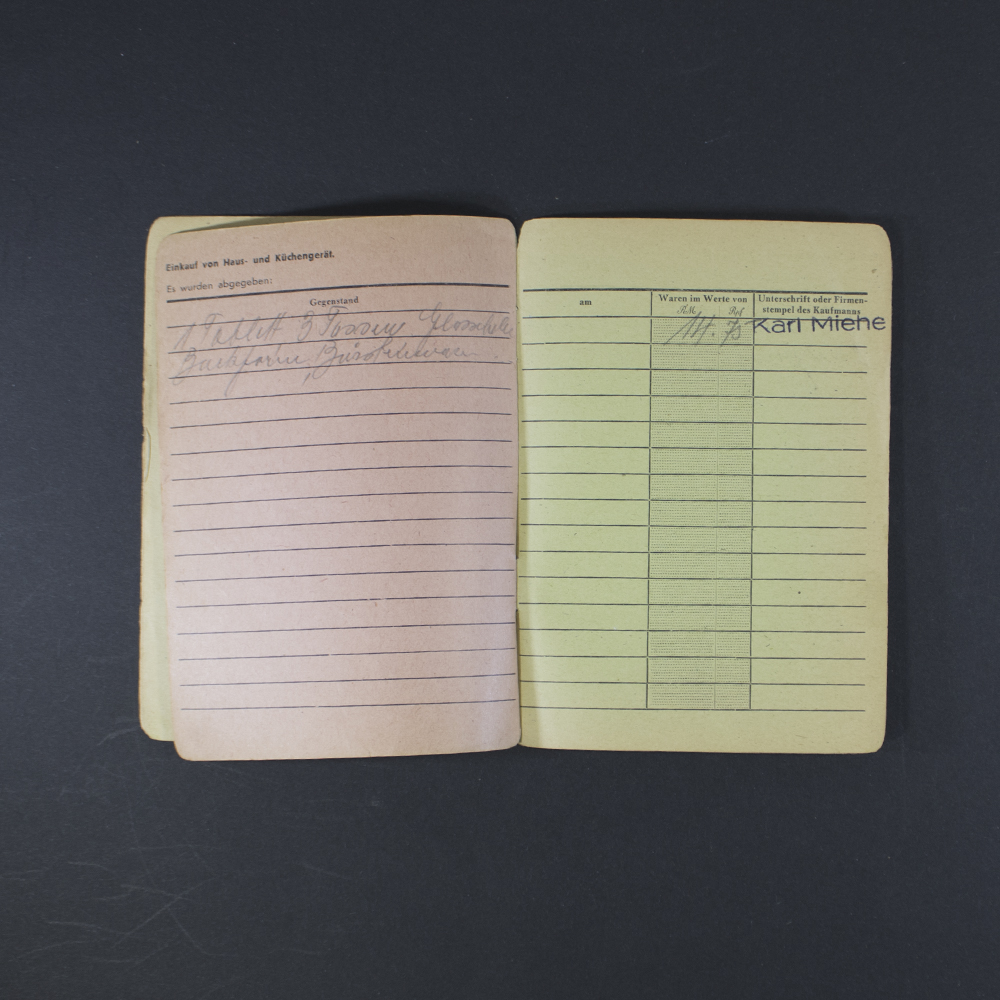 Einkauf von Haus- und Küchengerät.
Es wurden abgegeben:
Gegenstand
1 Tablett 3 Tassen Glasschale
Backform, Bürstenwaren
am
Waren im Werte von
RM Rpf
Unterschrift oder Firmen-
stempel des Kaufmanns
75
Karl Miehe